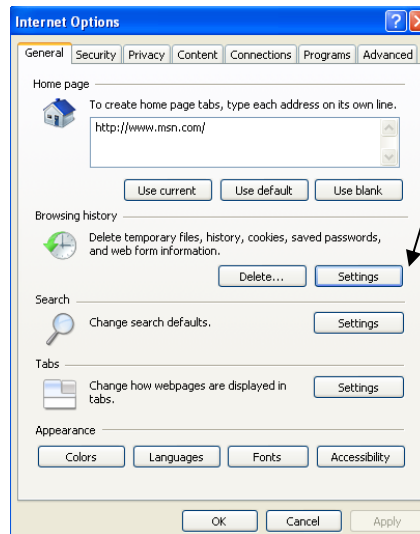 Internet Options
General Security Privacy Content Connections Programs Advanced
Home page
To create home page tabs, type each address on its own line.
http://www.msn.com/
Use current Use default Use blank
Browsing history
Delete temporary files, history, cookies, saved passwords,
and web form information.
Delete... Settings
Search
Change search defaults. Settings
Tabs
Change how webpages are displayed in Settings
tabs.
Appearance
Colors Languages Fonts Accessibility
OK Cancel Apply